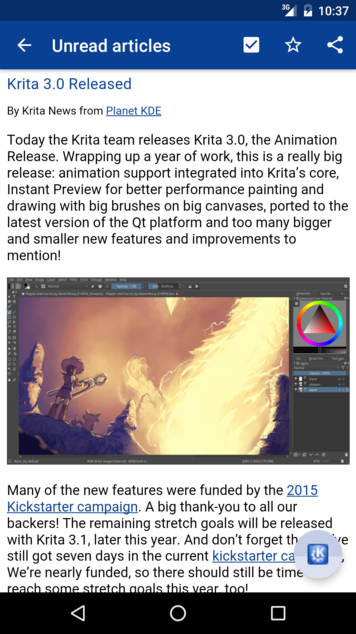 3G 10:37
Unread articles
Krita 3.0 Released
By Krita News from Planet KDE
Today the Krita team releases Krita 3.0, the Animation
Release. Wrapping up a year of work, this is a really big
release: animation support integrated into Krita's core,
Instant Preview for better performance painting and
drawing with big brushes on big canvases, ported to the
latest version of the Qt platform and too many bigger
and smaller new features and improvements to
mention!
Many of the new features were funded by the 2015
Kickstarter campaign. A big thank-you to all our
backers! The remaining stretch goals will be released
with Krita 3.1, later this year. And don't forget
still got seven days in the current kickstarter
We're nearly funded, so there should still be time
reach some stretch goals this year, too!